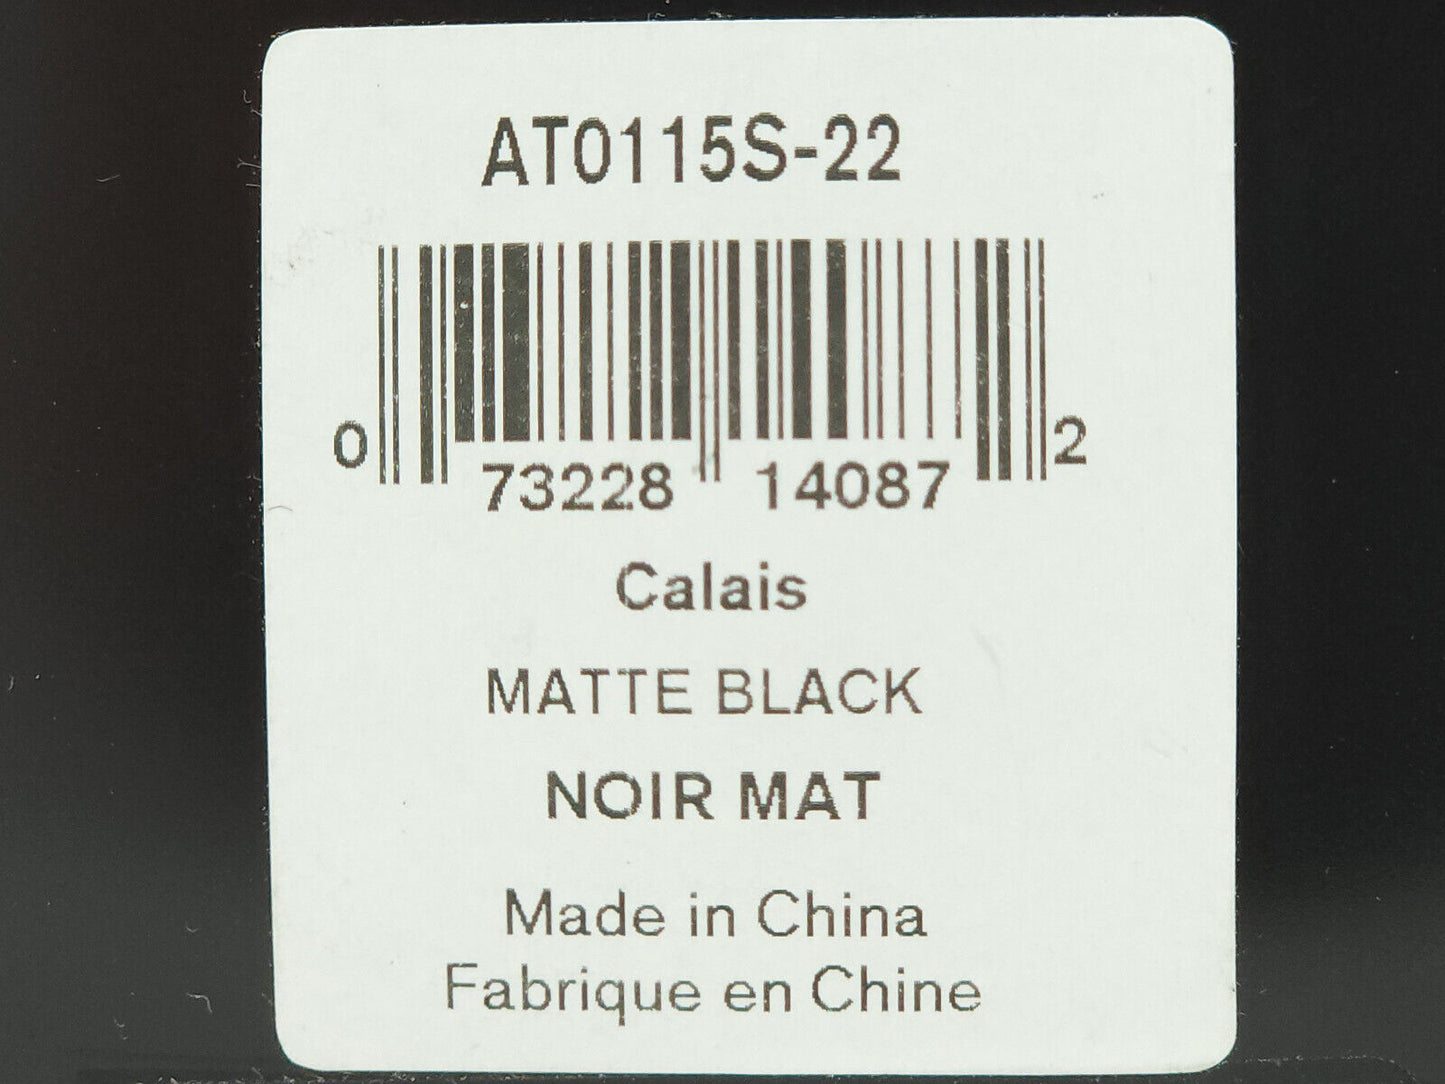 AT0115S-22
0 73228 14087 2
Calais
MATTE BLACK
NOIR MAT
Made in China
Fabrique en Chine